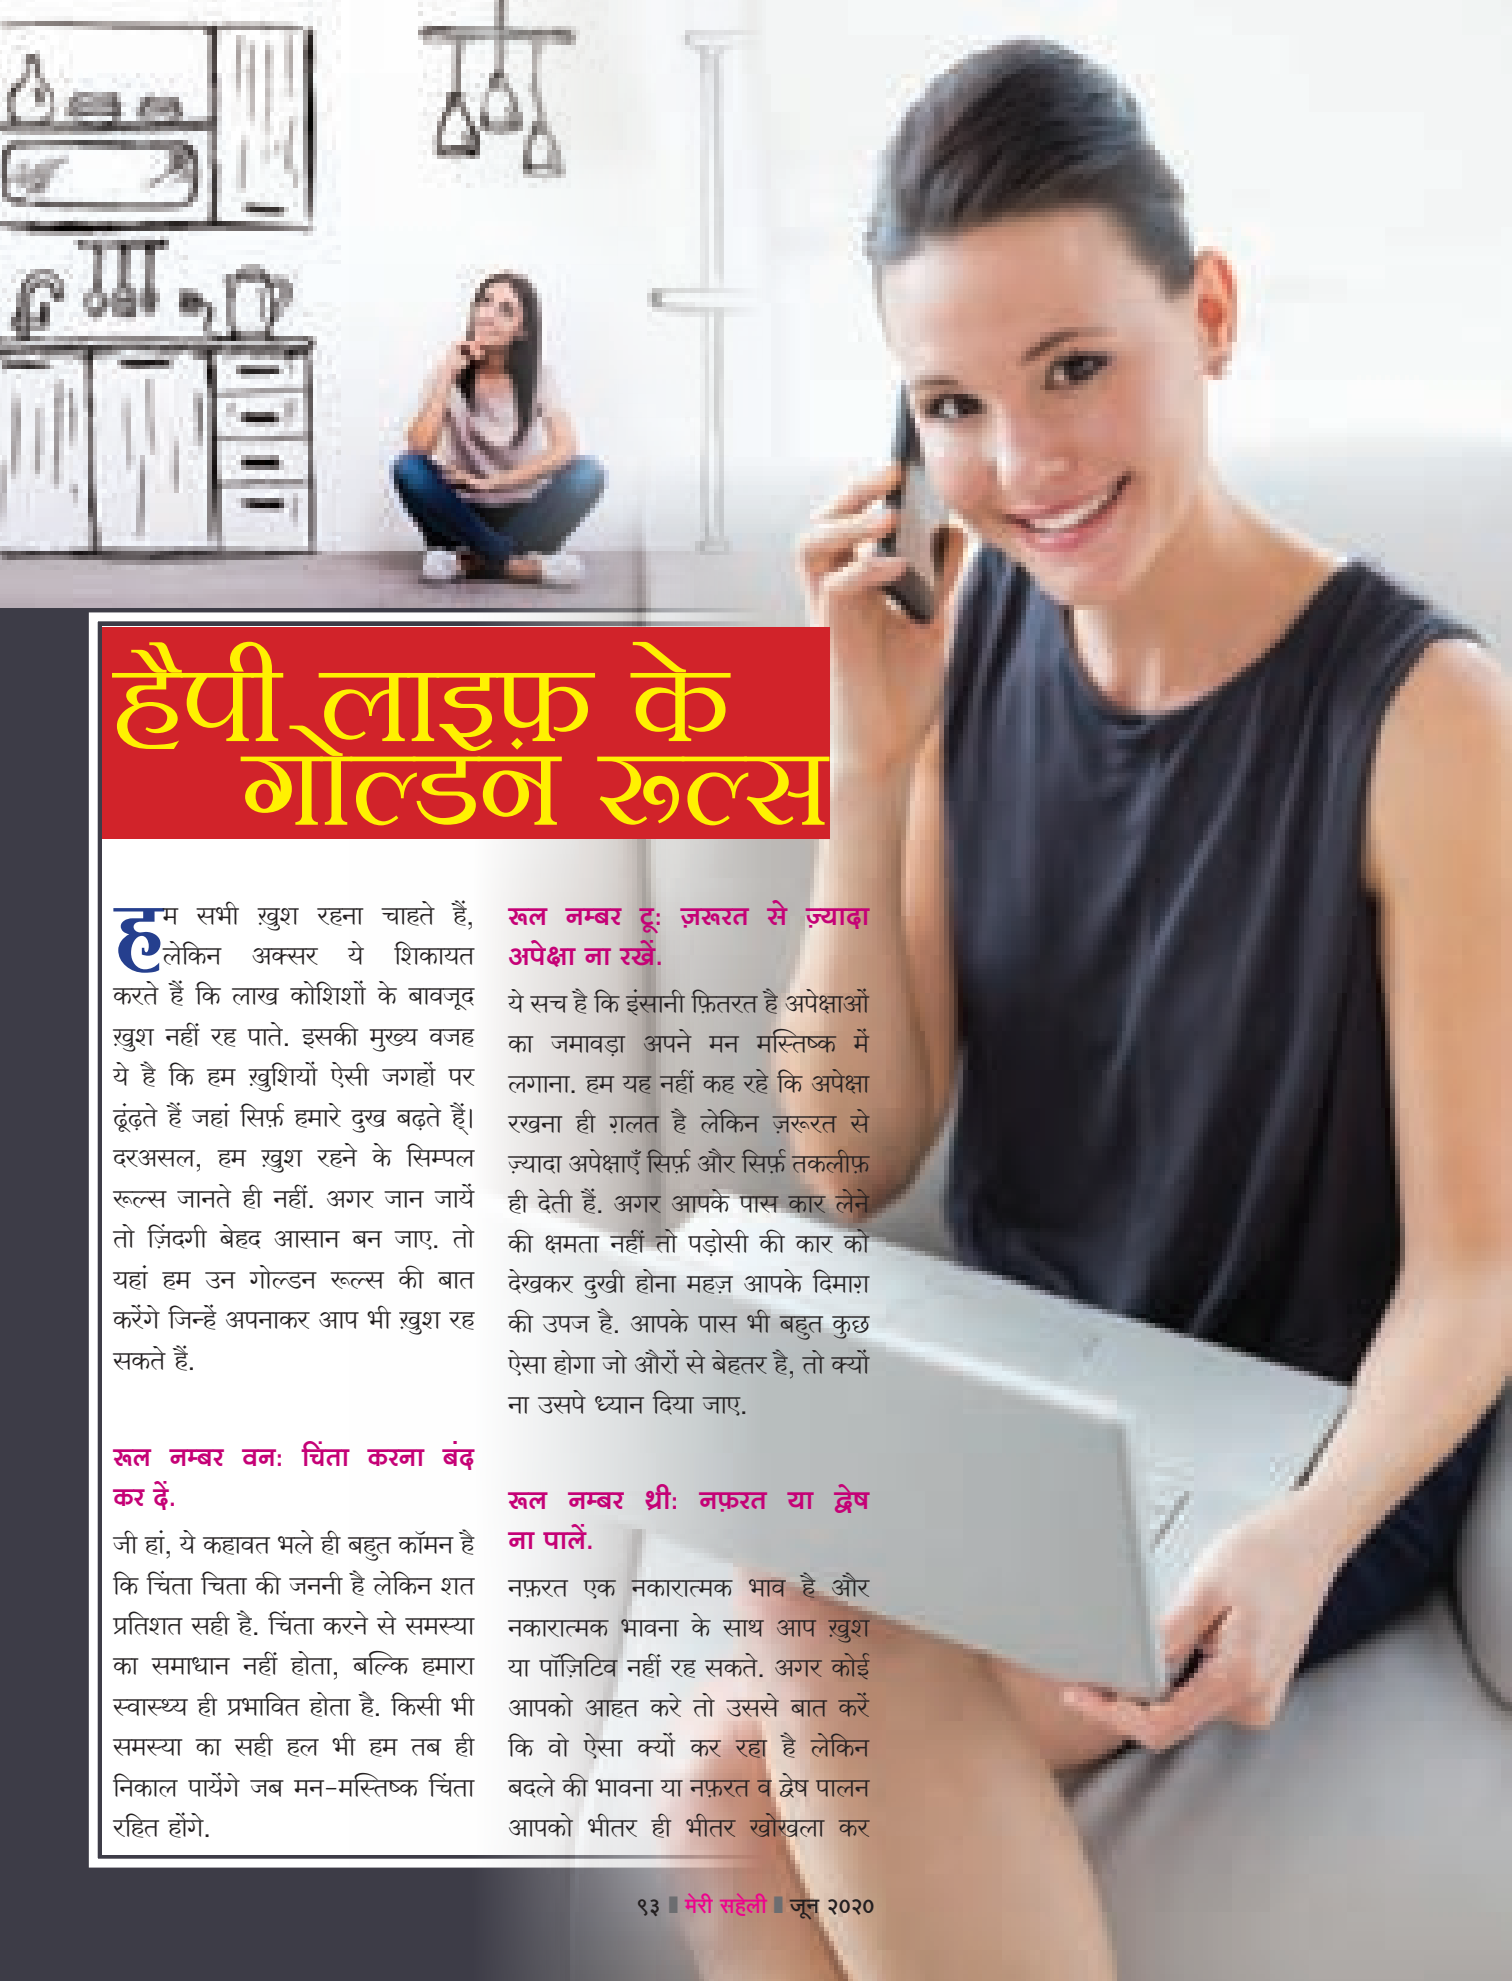 हैपी लाइफ़ के
गोल्डन रूल्स
हम सभी ख़ुश रहना चाहते हैं,
लेकिन अक्सर ये शिकायत
करते हैं कि लाख कोशिशों के बावजूद
ख़ुश नहीं रह पाते. इसकी मुख्य वजह
ये है कि हम ख़ुशियों ऐसी जगहों पर
ढूंढ़ते हैं जहां सिर्फ़ हमारे दुख बढ़ते हैं|
दरअसल, हम ख़ुश रहने के सिम्पल
रूल्स जानते ही नहीं. अगर जान जायें
तो ज़िंदगी बेहद आसान बन जाए. तो
यहां हम उन गोल्डन रूल्स की बात
करेंगे जिन्हें अपनाकर आप भी ख़ुश रह
सकते हैं.
रूल नम्बर वन: चिंता करना बंद
कर दें.
जी हां, ये कहावत भले ही बहुत कॉमन है
कि चिंता चिता की जननी है लेकिन शत
प्रतिशत सही है. चिंता करने से समस्या
का समाधान नहीं होता, बल्कि हमारा
स्वास्थ्य ही प्रभावित होता है. किसी भी
समस्या का सही हल भी हम तब ही
निकाल पायेंगे जब मन-मस्तिष्क चिंता
रहित होंगे.
रूल नम्बर टू: ज़रूरत से ज़्यादा
अपेक्षा ना रखें.
ये सच है कि इंसानी फ़ितरत है अपेक्षाओं
का जमावड़ा अपने मन मस्तिष्क में
लगाना. हम यह नहीं कह रहे कि अपेक्षा
रखना ही ग़लत है लेकिन ज़रूरत से
ज़्यादा अपेक्षाएँ सिर्फ़ और सिर्फ़ तकलीफ़
ही देती हैं. अगर आपके पास कार लेने
की क्षमता नहीं तो पड़ोसी की कार को
देखकर दुखी होना महज़ आपके दिमाग़
की उपज है. आपके पास भी बहुत कुछ
ऐसा होगा जो औरों से बेहतर है, तो क्यों
ना उसपे ध्यान दिया जाए.
रूल नम्बर थ्री: नफ़रत या द्वेष
ना पालें.
नफ़रत एक नकारात्मक भाव है और
नकारात्मक भावना के साथ आप ख़ुश
या पॉज़िटिव नहीं रह सकते. अगर कोई
आपको आहत करे तो उससे बात करें
कि वो ऐसा क्यों कर रहा है लेकिन
बदले की भावना या नफ़रत व द्वेष पालन
आपको भीतर ही भीतर खोखला कर
९३ मेरी सहेली जून २०२०